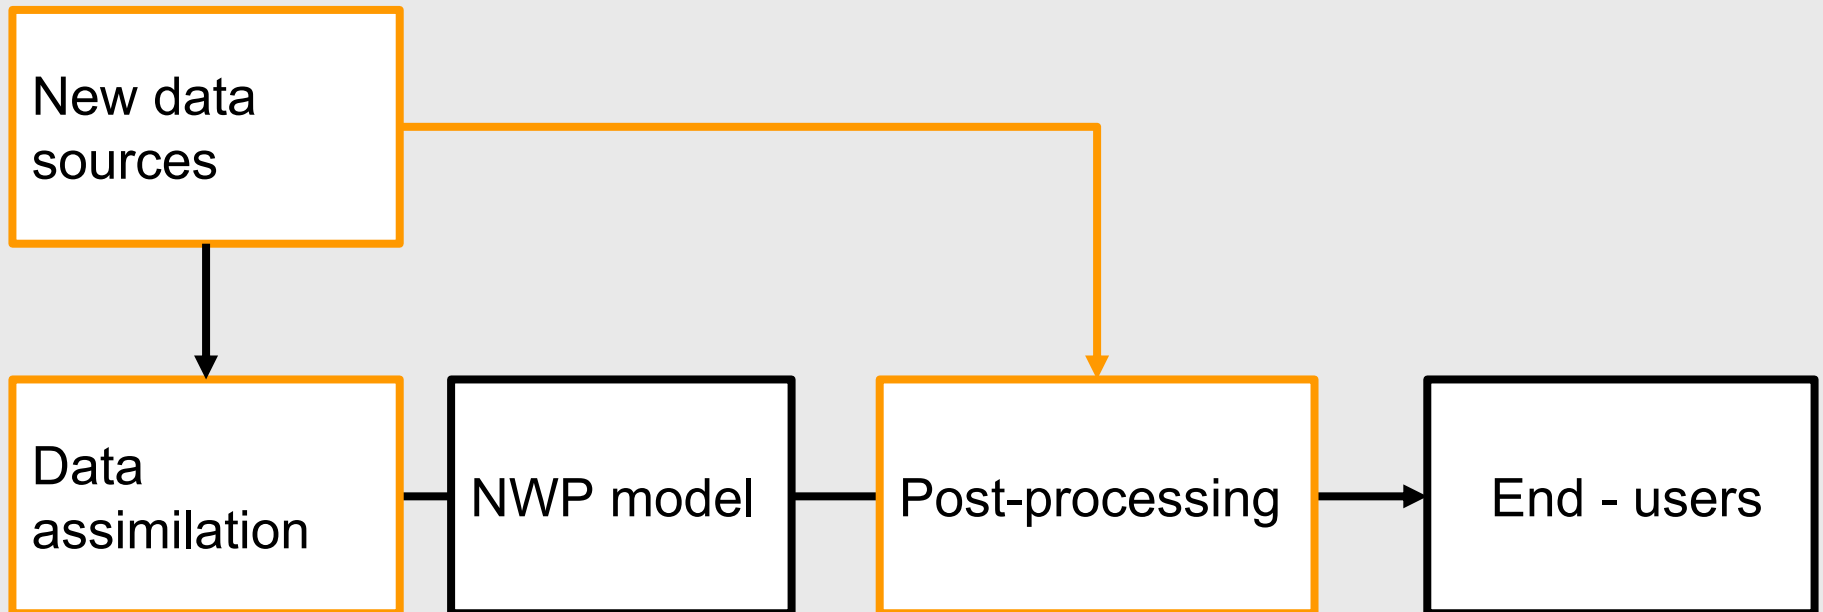 New data
sources
Data
assimilation
NWP model
Post-processing
End - users